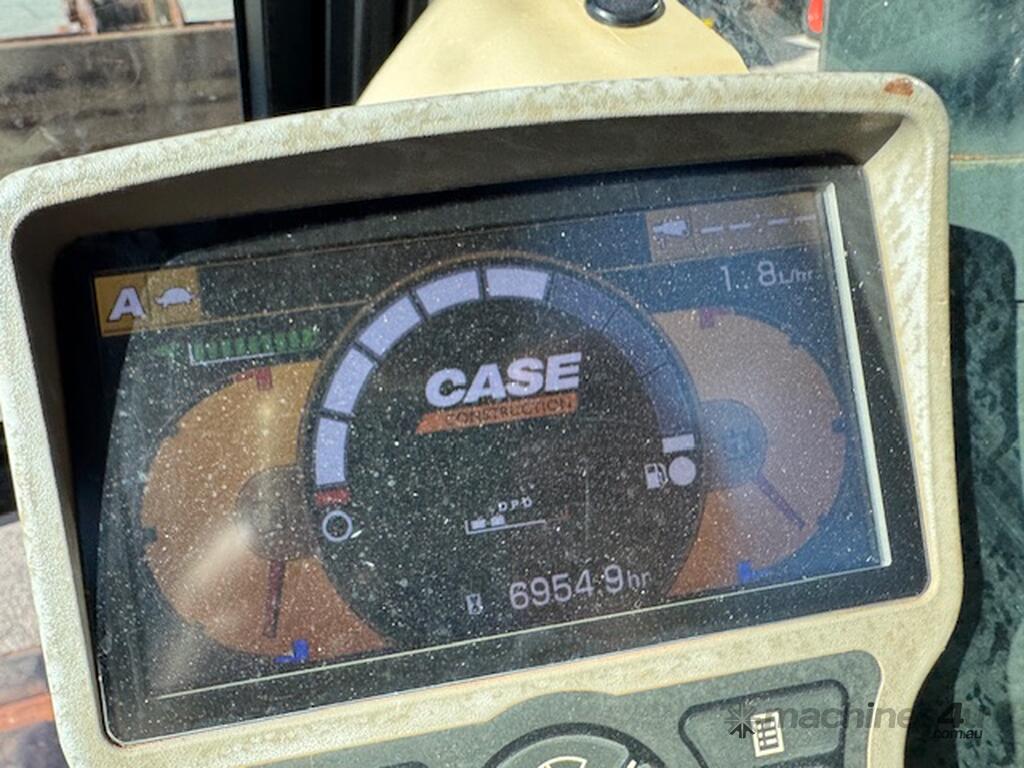 A
--:--
1.8L/hr
CASE
CONSTRUCTION
DPD
6954.9hr
machines4u
.com.au